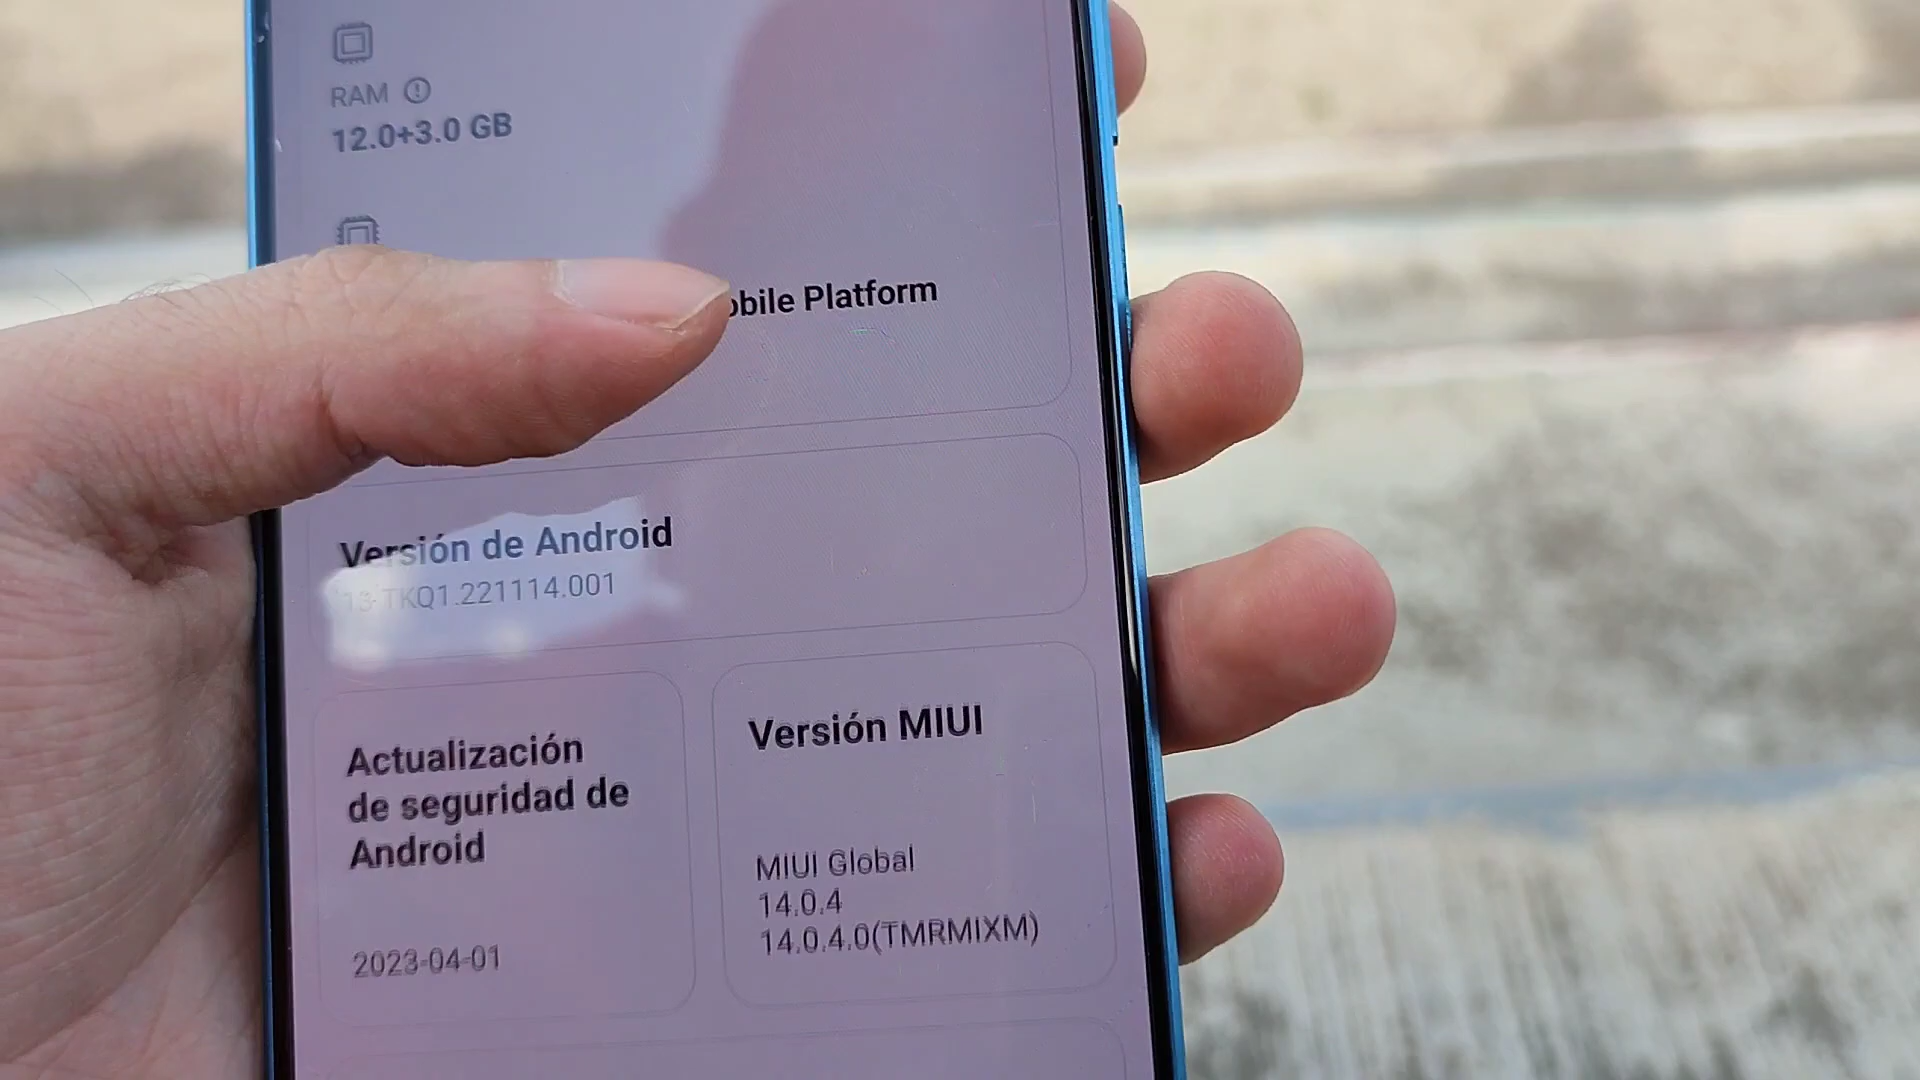 RAM
12.0+3.0 GB
Platform
Versión de Android
13 TKQ1.221114.001
Actualización
de seguridad de
Android
2023-04-01
Versión MIUI
MIUI Global
14.0.4
14.0.4.0(TMRMIXM)